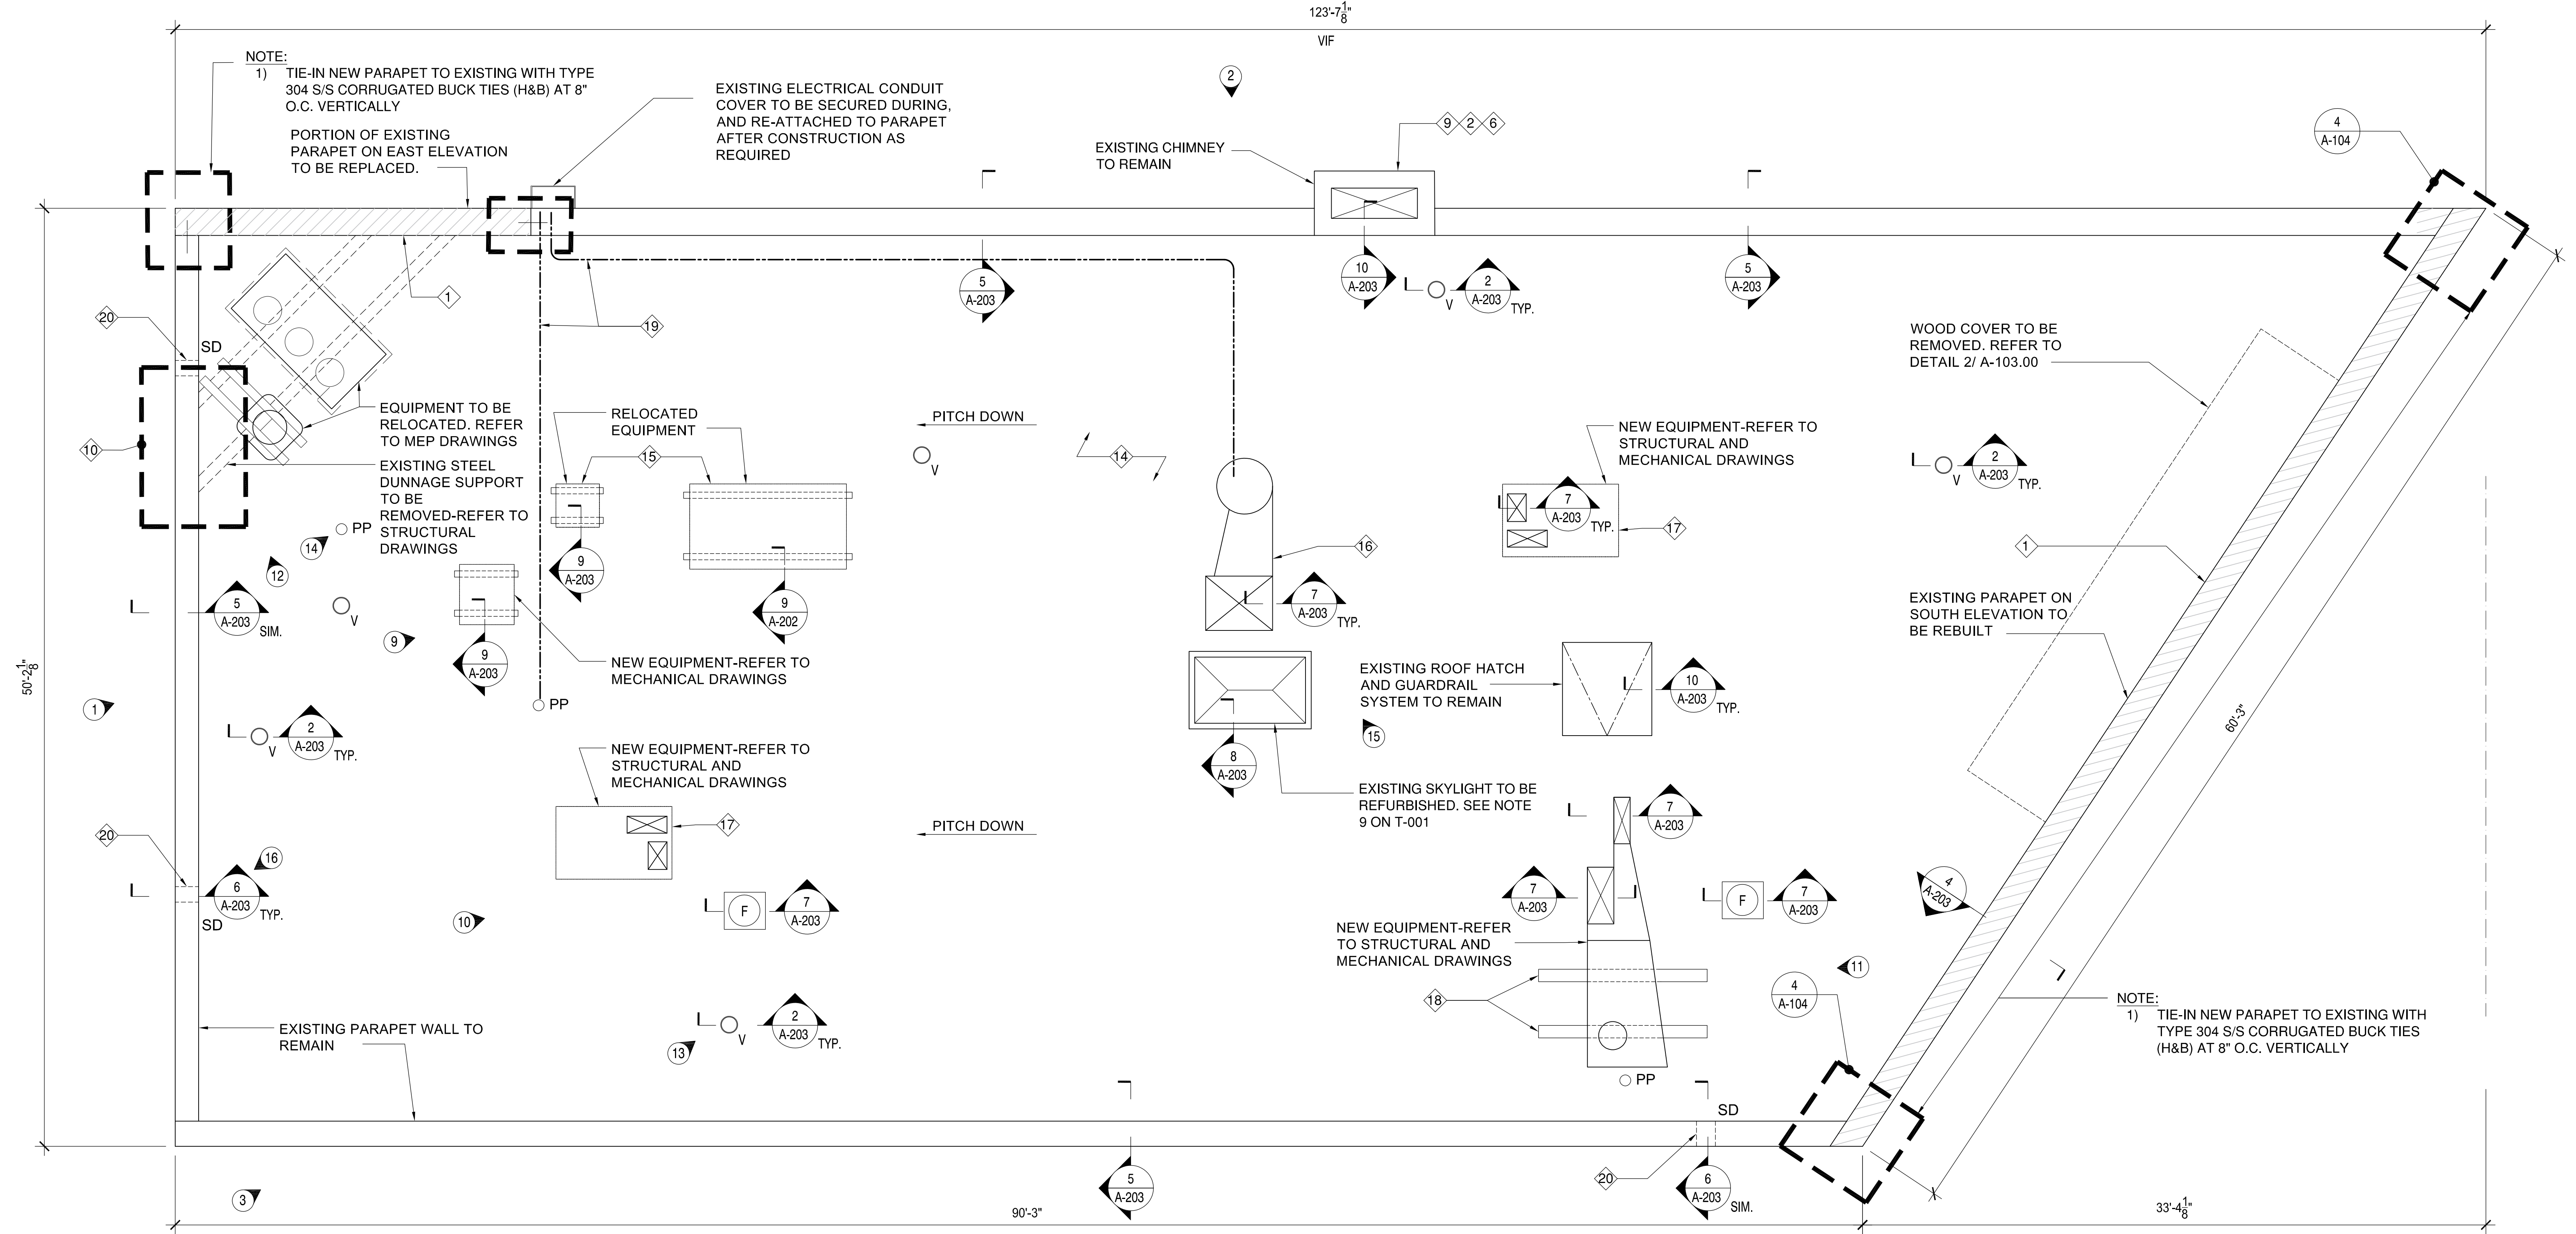 123'-7 1/8"
VIF
NOTE:
1) TIE-IN NEW PARAPET TO EXISTING WITH TYPE
304 S/S CORRUGATED BUCK TIES (H&B) AT 8"
O.C. VERTICALLY
PORTION OF EXISTING
PARAPET ON EAST ELEVATION
TO BE REPLACED.
EXISTING ELECTRICAL CONDUIT
COVER TO BE SECURED DURING,
AND RE-ATTACHED TO PARAPET
AFTER CONSTRUCTION AS
REQUIRED
2
EXISTING CHIMNEY
TO REMAIN
9 2 6
4
A-104
1
5
A-203
10
A-203
V
2
A-203
TYP.
5
A-203
20
SD
19
WOOD COVER TO BE
REMOVED. REFER TO
DETAIL 2/ A-103.00
EQUIPMENT TO BE
RELOCATED. REFER
TO MEP DRAWINGS
RELOCATED
EQUIPMENT
PITCH DOWN
V
14
NEW EQUIPMENT-REFER TO
STRUCTURAL AND
MECHANICAL DRAWINGS
V
2
A-203
TYP.
10
15
EXISTING STEEL
DUNNAGE SUPPORT
TO BE
REMOVED-REFER TO
STRUCTURAL
DRAWINGS
7
A-203
TYP.
17
PP
14
12
9
A-203
16
1
5
A-203
SIM.
V
9
A-202
7
A-203
TYP.
EXISTING PARAPET ON
SOUTH ELEVATION TO
BE REBUILT
9
9
A-203
NEW EQUIPMENT-REFER TO
MECHANICAL DRAWINGS
50'-2 1/8"
EXISTING ROOF HATCH
AND GUARDRAIL
SYSTEM TO REMAIN
10
A-203
TYP.
1
PP
60'-3"
V
2
A-203
TYP.
15
NEW EQUIPMENT-REFER TO
STRUCTURAL AND
MECHANICAL DRAWINGS
8
A-203
EXISTING SKYLIGHT TO BE
REFURBISHED. SEE NOTE
9 ON T-001
7
A-203
20
17
PITCH DOWN
16
6
A-203
TYP.
SD
10
F
7
A-203
7
A-203
F
7
A-203
4
A-203
NEW EQUIPMENT-REFER
TO STRUCTURAL AND
MECHANICAL DRAWINGS
11
18
4
A-104
NOTE:
1) TIE-IN NEW PARAPET TO EXISTING WITH
TYPE 304 S/S CORRUGATED BUCK TIES
(H&B) AT 8" O.C. VERTICALLY
EXISTING PARAPET WALL TO
REMAIN
V
2
A-203
TYP.
13
PP
SD
3
5
A-203
20
6
A-203
SIM.
90'-3"
33'-4 1/8"